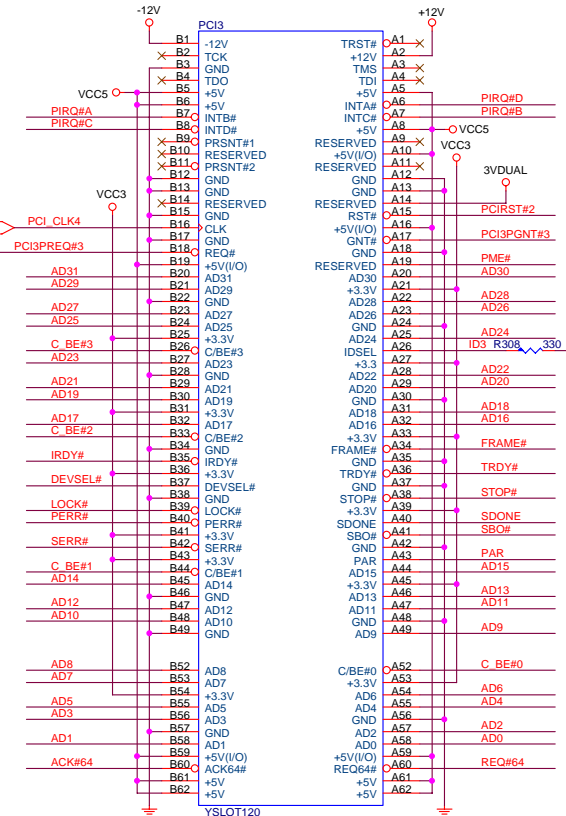 -12V +12V
PCI3
B1 -12V TRST# A1
B2 TCK +12V A2
B3 GND TMS A3
B4 TDO TDI A4
VCC5 B5 +5V +5V A5
B6 +5V INTA# A6 PIRQ#D
PIRQ#A B7 INTB# INTC# A7 PIRQ#B
PIRQ#C B8 INTD# +5V A8 VCC5
B9 PRSNT#1 RESERVED A9
B10 RESERVED +5V(I/O) A10 VCC3
B11 PRSNT#2 RESERVED A11
B12 GND GND A12 3VDUAL
B13 GND GND A13
VCC3 B14 RESERVED RESERVED A14
B15 GND RST# A15 PCIRST#2
PCI_CLK4 B16 CLK +5V(I/O) A16
B17 GND GNT# A17 PCI3PGNT#3
PCI3PREQ#3 B18 REQ# GND A18
B19 +5V(I/O) RESERVED A19 PME#
AD31 B20 AD31 AD30 A20 AD30
AD29 B21 AD29 +3.3V A21
B22 GND AD28 A22 AD28
AD27 B23 AD27 AD26 A23 AD26
AD25 B24 AD25 GND A24
B25 +3.3V AD24 A25 AD24
C_BE#3 B26 C/BE#3 IDSEL A26 ID3 R308 330
AD23 B27 AD23 +3.3 A27
B28 GND AD22 A28 AD22
AD21 B29 AD21 AD20 A29 AD20
AD19 B30 AD19 GND A30
B31 +3.3V AD18 A31 AD18
AD17 B32 AD17 AD16 A32 AD16
C_BE#2 B33 C/BE#2 +3.3V A33
B34 GND FRAME# A34 FRAME#
IRDY# B35 IRDY# GND A35
B36 +3.3V TRDY# A36 TRDY#
DEVSEL# B37 DEVSEL# GND A37
B38 GND STOP# A38 STOP#
LOCK# B39 LOCK# +3.3V A39
PERR# B40 PERR# SDONE A40 SDONE
B41 +3.3V SBO# A41 SBO#
SERR# B42 SERR# GND A42
B43 +3.3V PAR A43 PAR
C_BE#1 B44 C/BE#1 AD15 A44 AD15
AD14 B45 AD14 +3.3V A45
B46 GND AD13 A46 AD13
AD12 B47 AD12 AD11 A47 AD11
AD10 B48 AD10 GND A48
B49 GND AD9 A49 AD9
AD8 B52 AD8 C/BE#0 A52 C_BE#0
AD7 B53 AD7 +3.3V A53
B54 +3.3V AD6 A54 AD6
AD5 B55 AD5 AD4 A55 AD4
AD3 B56 AD3 GND A56
B57 GND AD2 A57 AD2
AD1 B58 AD1 AD0 A58 AD0
B59 +5V(I/O) +5V(I/O) A59
ACK#64 B60 ACK64# REQ64# A60 REQ#64
B61 +5V +5V A61
B62 +5V +5V A62
YSLOT120